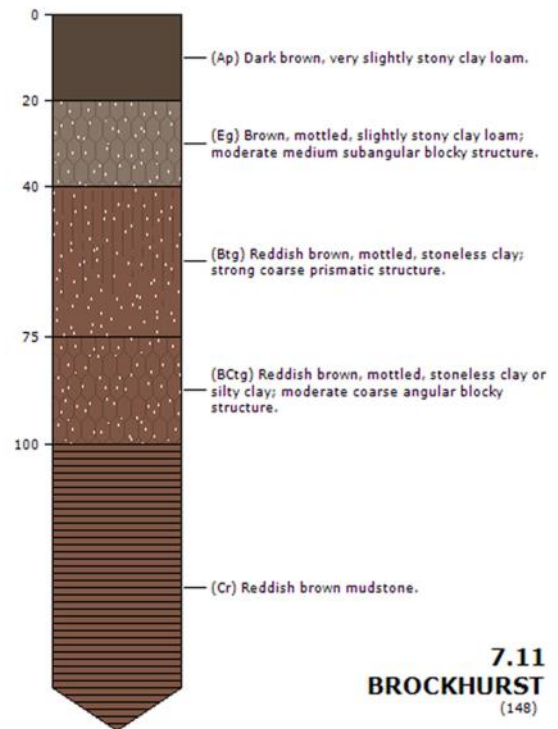 0
(Ap) Dark brown, very slightly stony clay loam.
20
(Eg) Brown, mottled, slightly stony clay loam;
moderate medium subangular blocky structure.
40
(Btg) Reddish brown, mottled, stoneless clay;
strong coarse prismatic structure.
75
(BCtg) Reddish brown, mottled, stoneless clay or
silty clay; moderate coarse angular blocky
structure.
100
(Cr) Reddish brown mudstone.
7.11
BROCKHURST
(148)